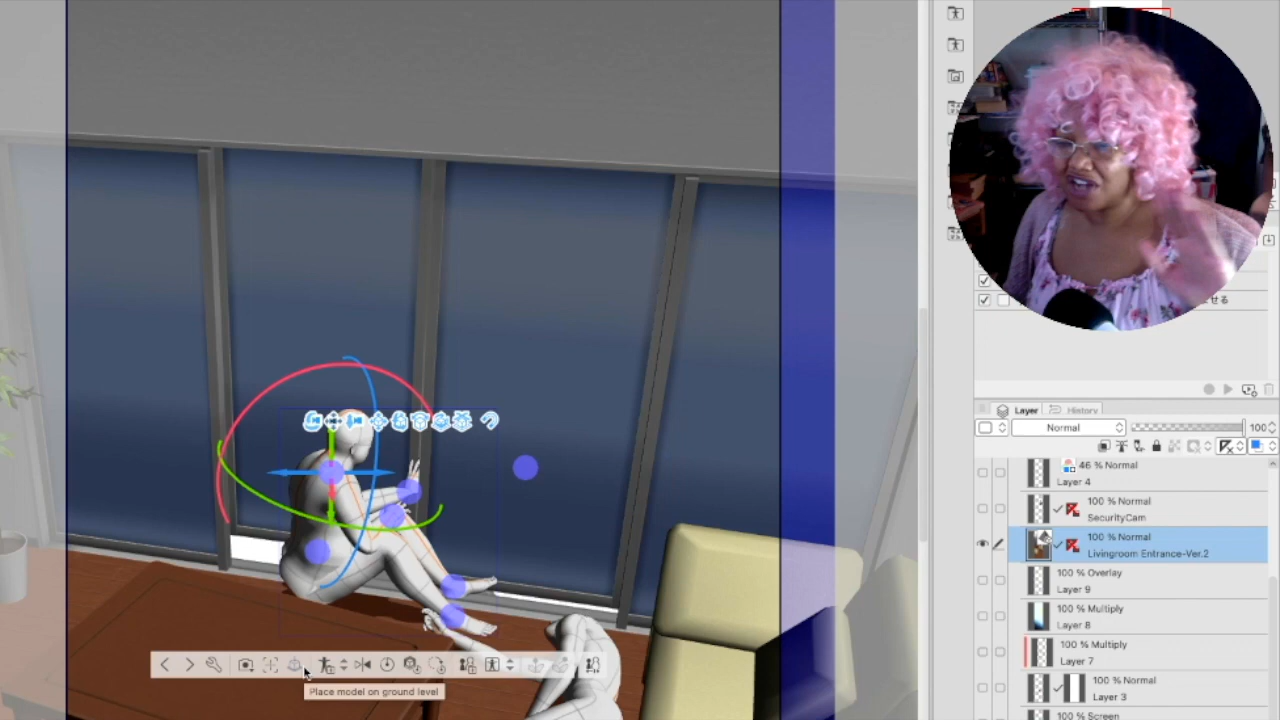 せる
Layer
History
Normal
100
46 % Normal
Layer 4
100 % Normal
SecurityCam
100 % Normal
Livingroom Entrance-Ver.2
100 % Overlay
Layer 9
100 % Multiply
Layer 8
100 % Multiply
Layer 7
100 % Normal
Layer 3
100 % Screen
Place model on ground level